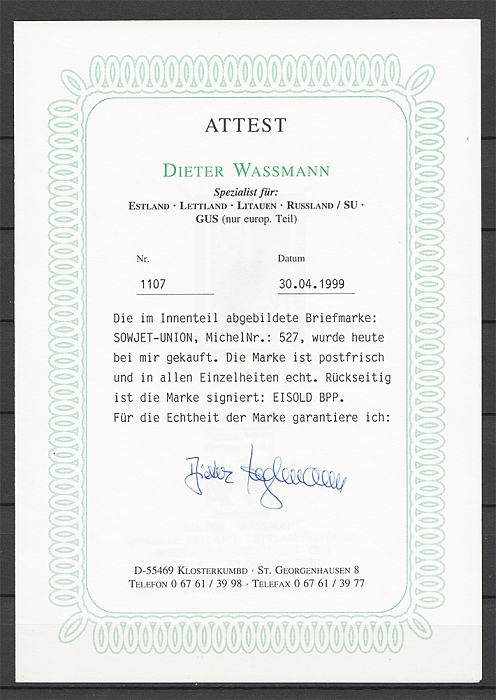 ATTEST
DIETER WASSMANN
Spezialist für:
ESTLAND · LETTLAND · LITAUEN · RUSSLAND / SU ·
GUS (nur europ. Teil)
Nr. Datum
1107 30.04.1999
Die im Innenteil abgebildete Briefmarke:
SOWJET-UNION, MichelNr.: 527, wurde heute
bei mir gekauft. Die Marke ist postfrisch
und in allen Einzelheiten echt. Rückseitig
ist die Marke signiert: EISOLD BPP.
Für die Echtheit der Marke garantiere ich:
Dieter Wassmann
D-55469 KLOSTERKUMBD · ST. GEORGENHAUSEN 8
TELEFON 0 67 61 / 39 98 · TELEFAX 0 67 61 / 39 77